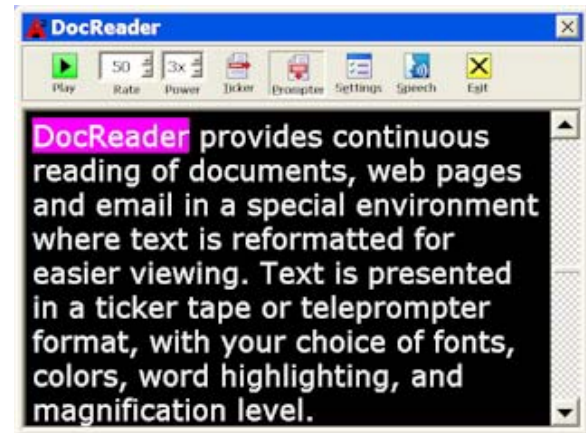 DocReader
50 3x
Play Rate Power Ticker Prompter Settings Speech Exit
DocReader provides continuous
reading of documents, web pages
and email in a special environment
where text is reformatted for
easier viewing. Text is presented
in a ticker tape or teleprompter
format, with your choice of fonts,
colors, word highlighting, and
magnification level.